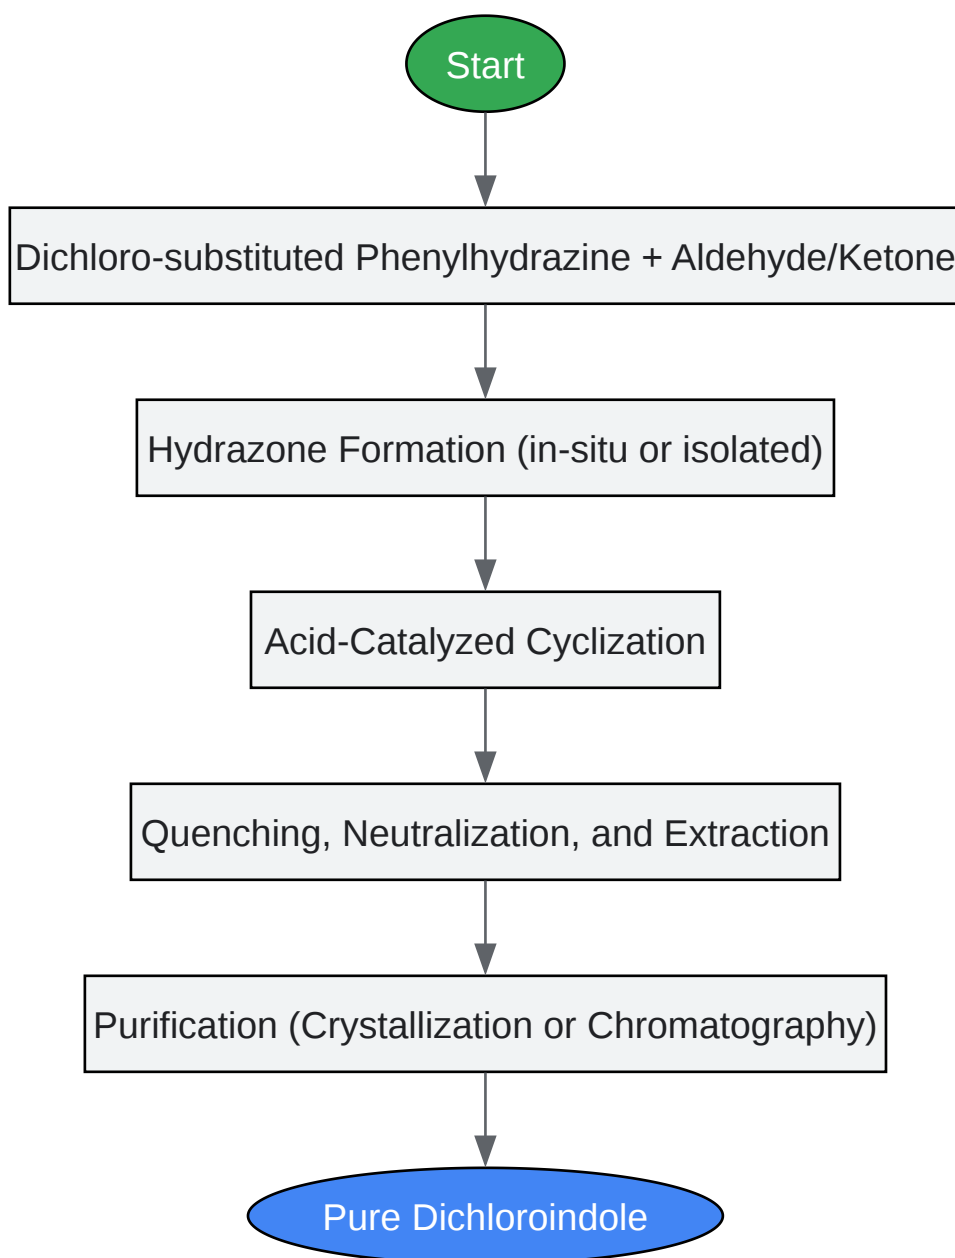 Start
Dichloro-substituted Phenylhydrazine + Aldehyde/Ketone
Hydrazone Formation (in-situ or isolated)
Acid-Catalyzed Cyclization
Quenching, Neutralization, and Extraction
Purification (Crystallization or Chromatography)
Pure Dichloroindole